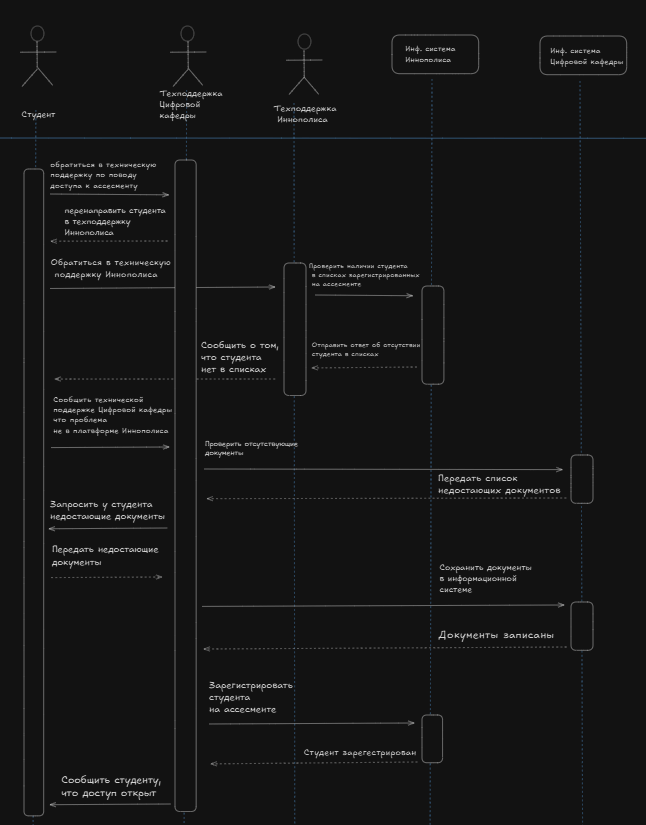 Студент
Техподдержка
Цифровой
кафедры
Техподдержка
Иннополиса
Инф. система
Иннополиса
Инф. система
Цифровой кафедры
обратиться в техническую
поддержку по поводу
доступа к ассесменту
перенаправить студента
в техподдержку
Иннополиса
Обратиться в техническую
поддержку Иннополиса
Проверить наличии студента
в списках зарегистрированных
на ассесменте
Отправить ответ об отсутствии
студента в списках
Сообщить о том,
что студента
нет в списках
Сообщить технической
поддержке Цифровой кафедры
что проблема
не в платформе Иннополиса
Проверить отсутствующие
документы
Передать список
недостающих документов
Запросить у студента
недостающие документы
Передать недостающие
документы
Сохранить документы
в информационной
системе
Документы записаны
Зарегистрировать
студента
на ассесменте
Студент зарегестрирован
Сообщить студенту,
что доступ открыт